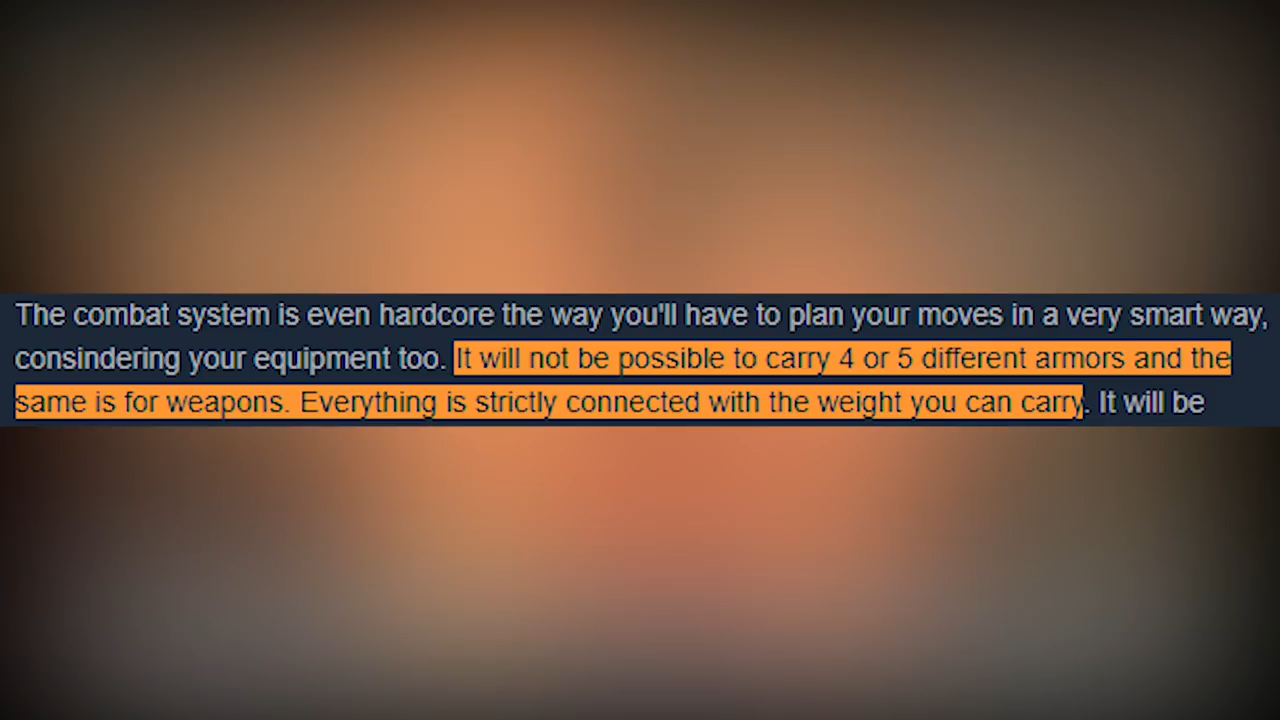 The combat system is even hardcore the way you'll have to plan your moves in a very smart way,
consindering your equipment too. It will not be possible to carry 4 or 5 different armors and the
same is for weapons. Everything is strictly connected with the weight you can carry. It will be